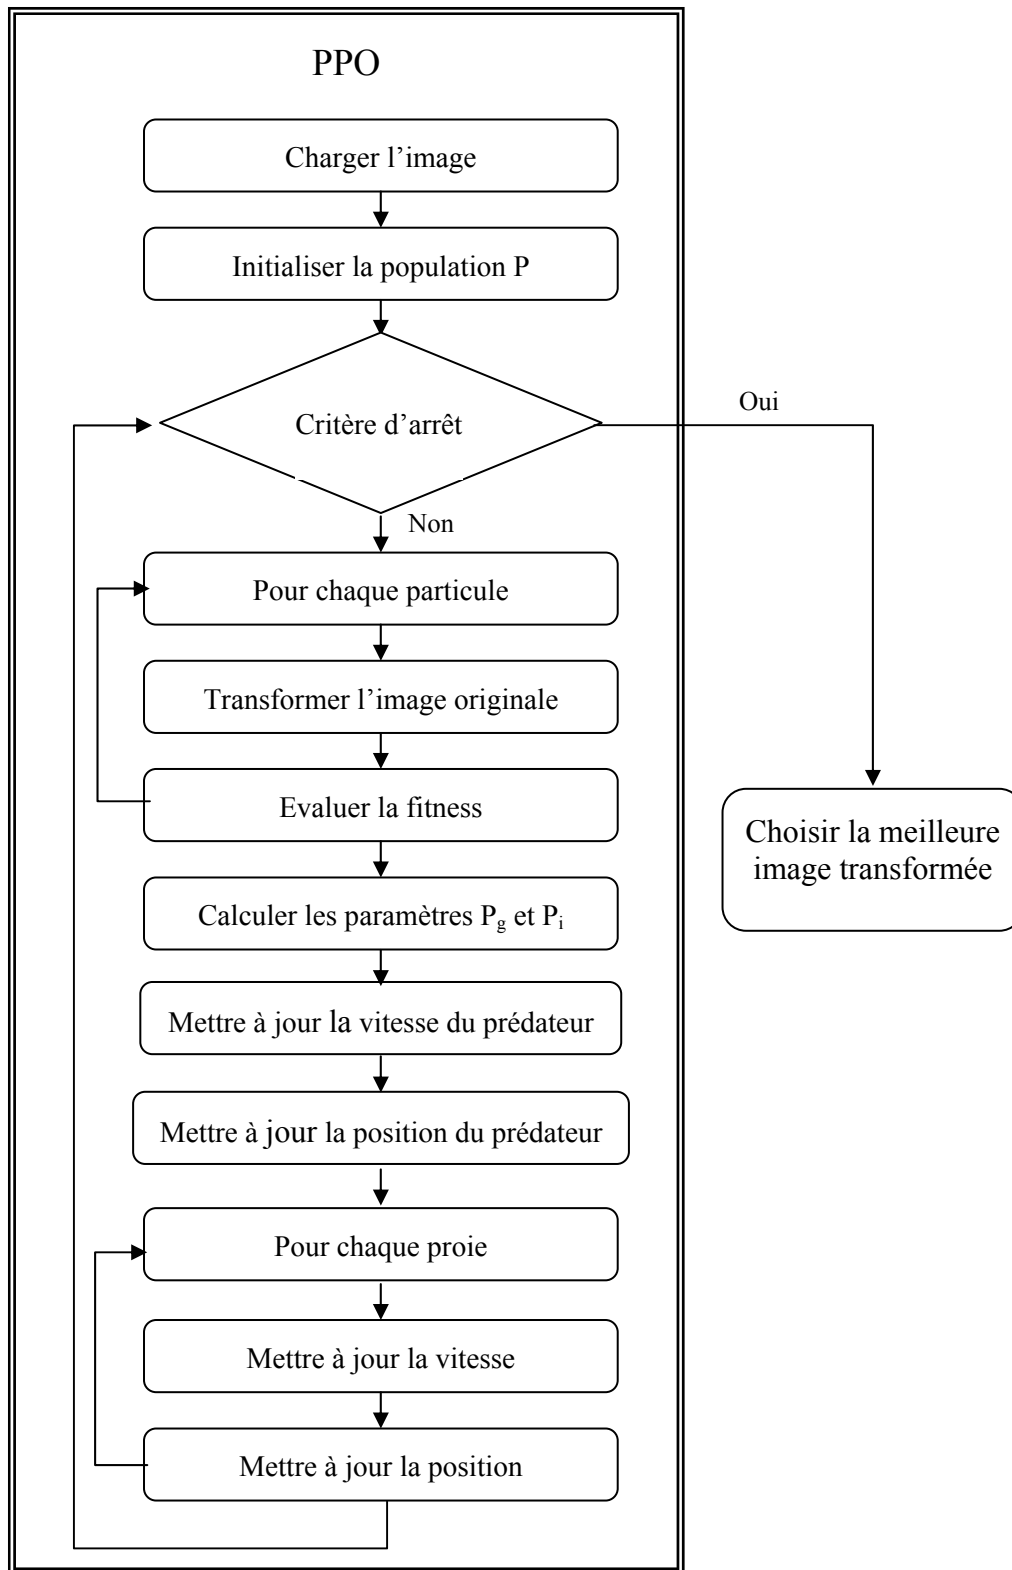 PPO
Charger l’image
Initialiser la population P
Critère d’arrêt
Oui
Non
Pour chaque particule
Transformer l’image originale
Evaluer la fitness
Choisir la meilleure
image transformée
Calculer les paramètres Pg et Pi
Mettre à jour la vitesse du prédateur
Mettre à jour la position du prédateur
Pour chaque proie
Mettre à jour la vitesse
Mettre à jour la position